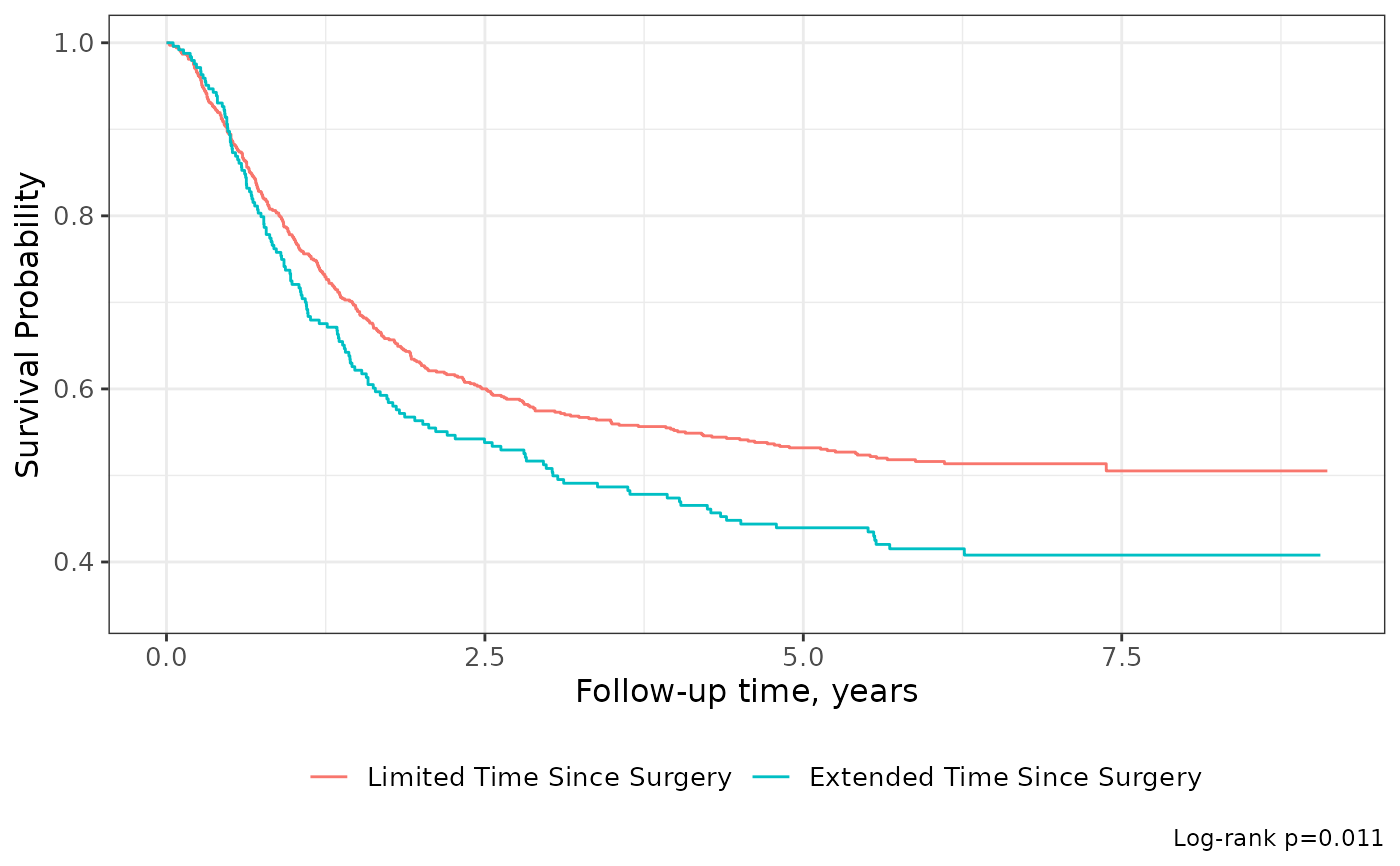 1.0
0.8
0.6
0.4
Survival Probability
0.0 2.5 5.0 7.5
Follow-up time, years
Limited Time Since Surgery Extended Time Since Surgery
Log-rank p=0.011